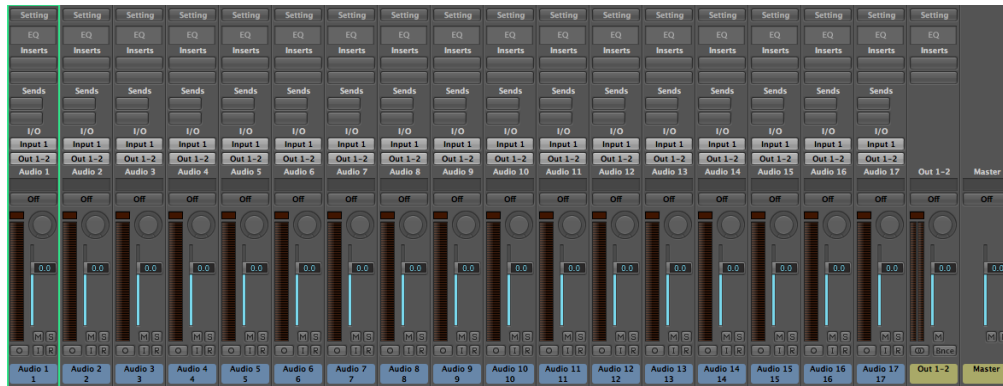 Setting Setting Setting Setting Setting Setting Setting Setting Setting Setting Setting Setting Setting Setting Setting Setting Setting Setting
EQ EQ EQ EQ EQ EQ EQ EQ EQ EQ EQ EQ EQ EQ EQ EQ EQ EQ
Inserts Inserts Inserts Inserts Inserts Inserts Inserts Inserts Inserts Inserts Inserts Inserts Inserts Inserts Inserts Inserts Inserts Inserts
Sends Sends Sends Sends Sends Sends Sends Sends Sends Sends Sends Sends Sends Sends Sends Sends Sends
I/O I/O I/O I/O I/O I/O I/O I/O I/O I/O I/O I/O I/O I/O I/O I/O I/O
Input 1 Input 1 Input 1 Input 1 Input 1 Input 1 Input 1 Input 1 Input 1 Input 1 Input 1 Input 1 Input 1 Input 1 Input 1 Input 1 Input 1
Out 1-2 Out 1-2 Out 1-2 Out 1-2 Out 1-2 Out 1-2 Out 1-2 Out 1-2 Out 1-2 Out 1-2 Out 1-2 Out 1-2 Out 1-2 Out 1-2 Out 1-2 Out 1-2 Out 1-2
Audio 1 Audio 2 Audio 3 Audio 4 Audio 5 Audio 6 Audio 7 Audio 8 Audio 9 Audio 10 Audio 11 Audio 12 Audio 13 Audio 14 Audio 15 Audio 16 Audio 17 Out 1-2 Master
Off Off Off Off Off Off Off Off Off Off Off Off Off Off Off Off Off Off Off
0.0 0.0 0.0 0.0 0.0 0.0 0.0 0.0 0.0 0.0 0.0 0.0 0.0 0.0 0.0 0.0 0.0 0.0 0.0
M S M S M S M S M S M S M S M S M S M S M S M S M S M S M S M S M S M M
I R I R I R I R I R I R I R I R I R I R I R I R I R I R I R I R I R Bnce
Audio 1 Audio 2 Audio 3 Audio 4 Audio 5 Audio 6 Audio 7 Audio 8 Audio 9 Audio 10 Audio 11 Audio 12 Audio 13 Audio 14 Audio 15 Audio 16 Audio 17 Out 1-2 Master
1 2 3 4 5 6 7 8 9 10 11 12 13 14 15 16 17